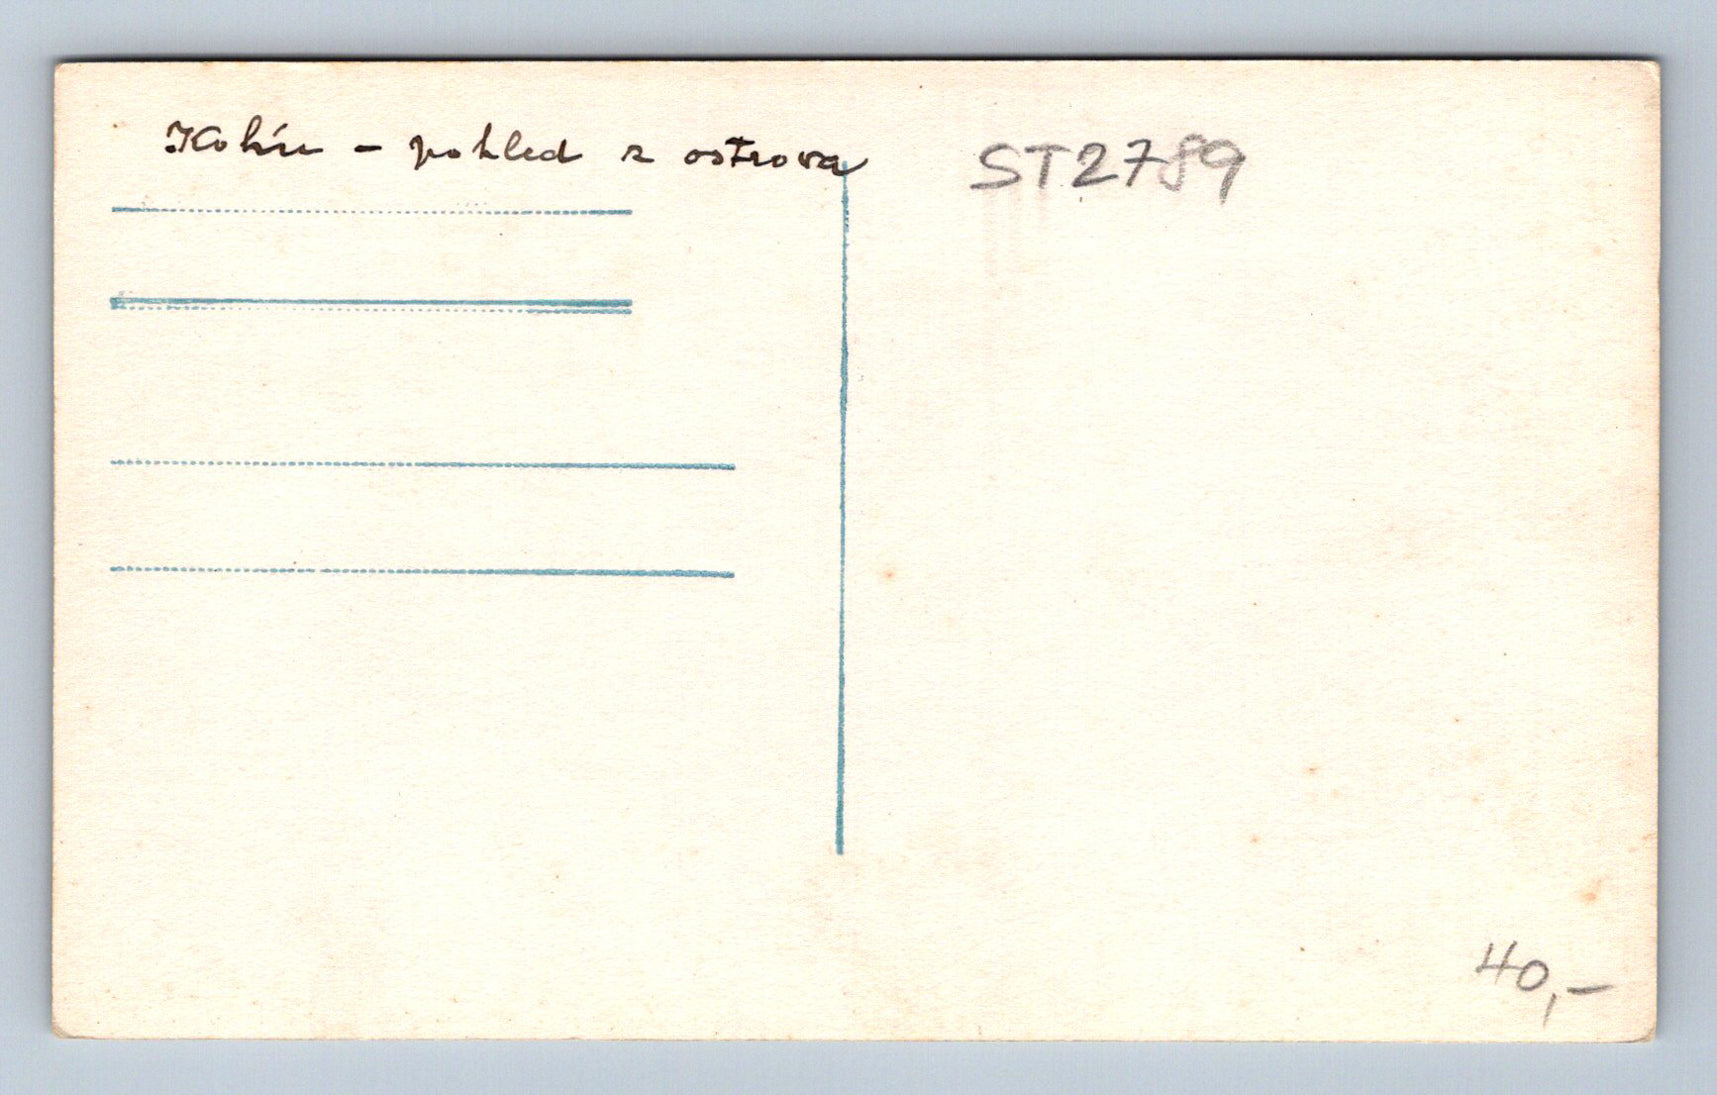 Kolín - pohled z ostrova
ST2789
40,-